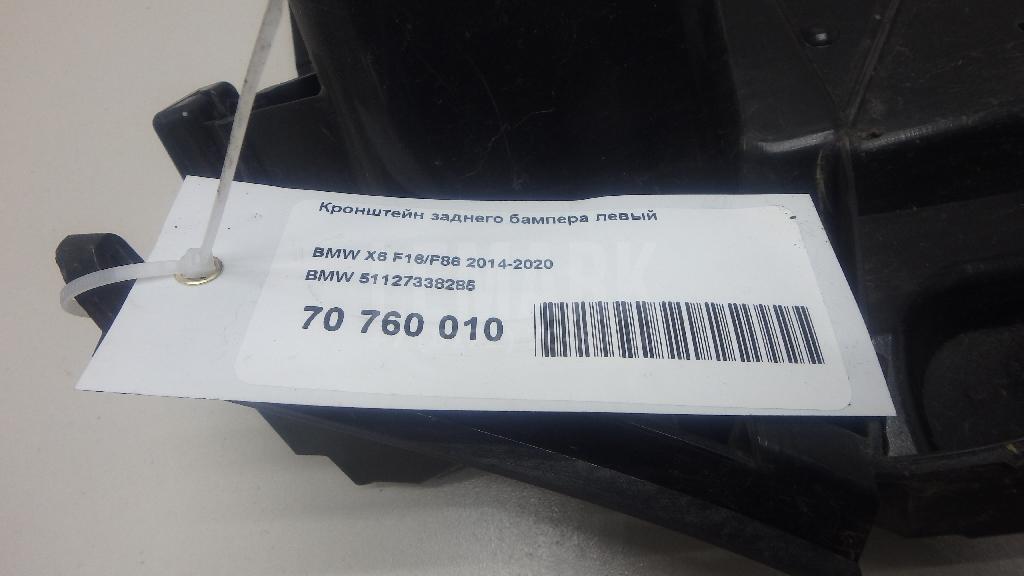 Кронштейн заднего бампера левый
BMW X6 F16/F86 2014-2020
BMW 51127338285
70 760 010